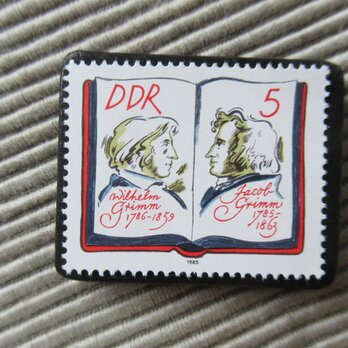 DDR
5
Wilhelm
Grimm
1786-1859
Jacob
Grimm
1785-
1863
1985